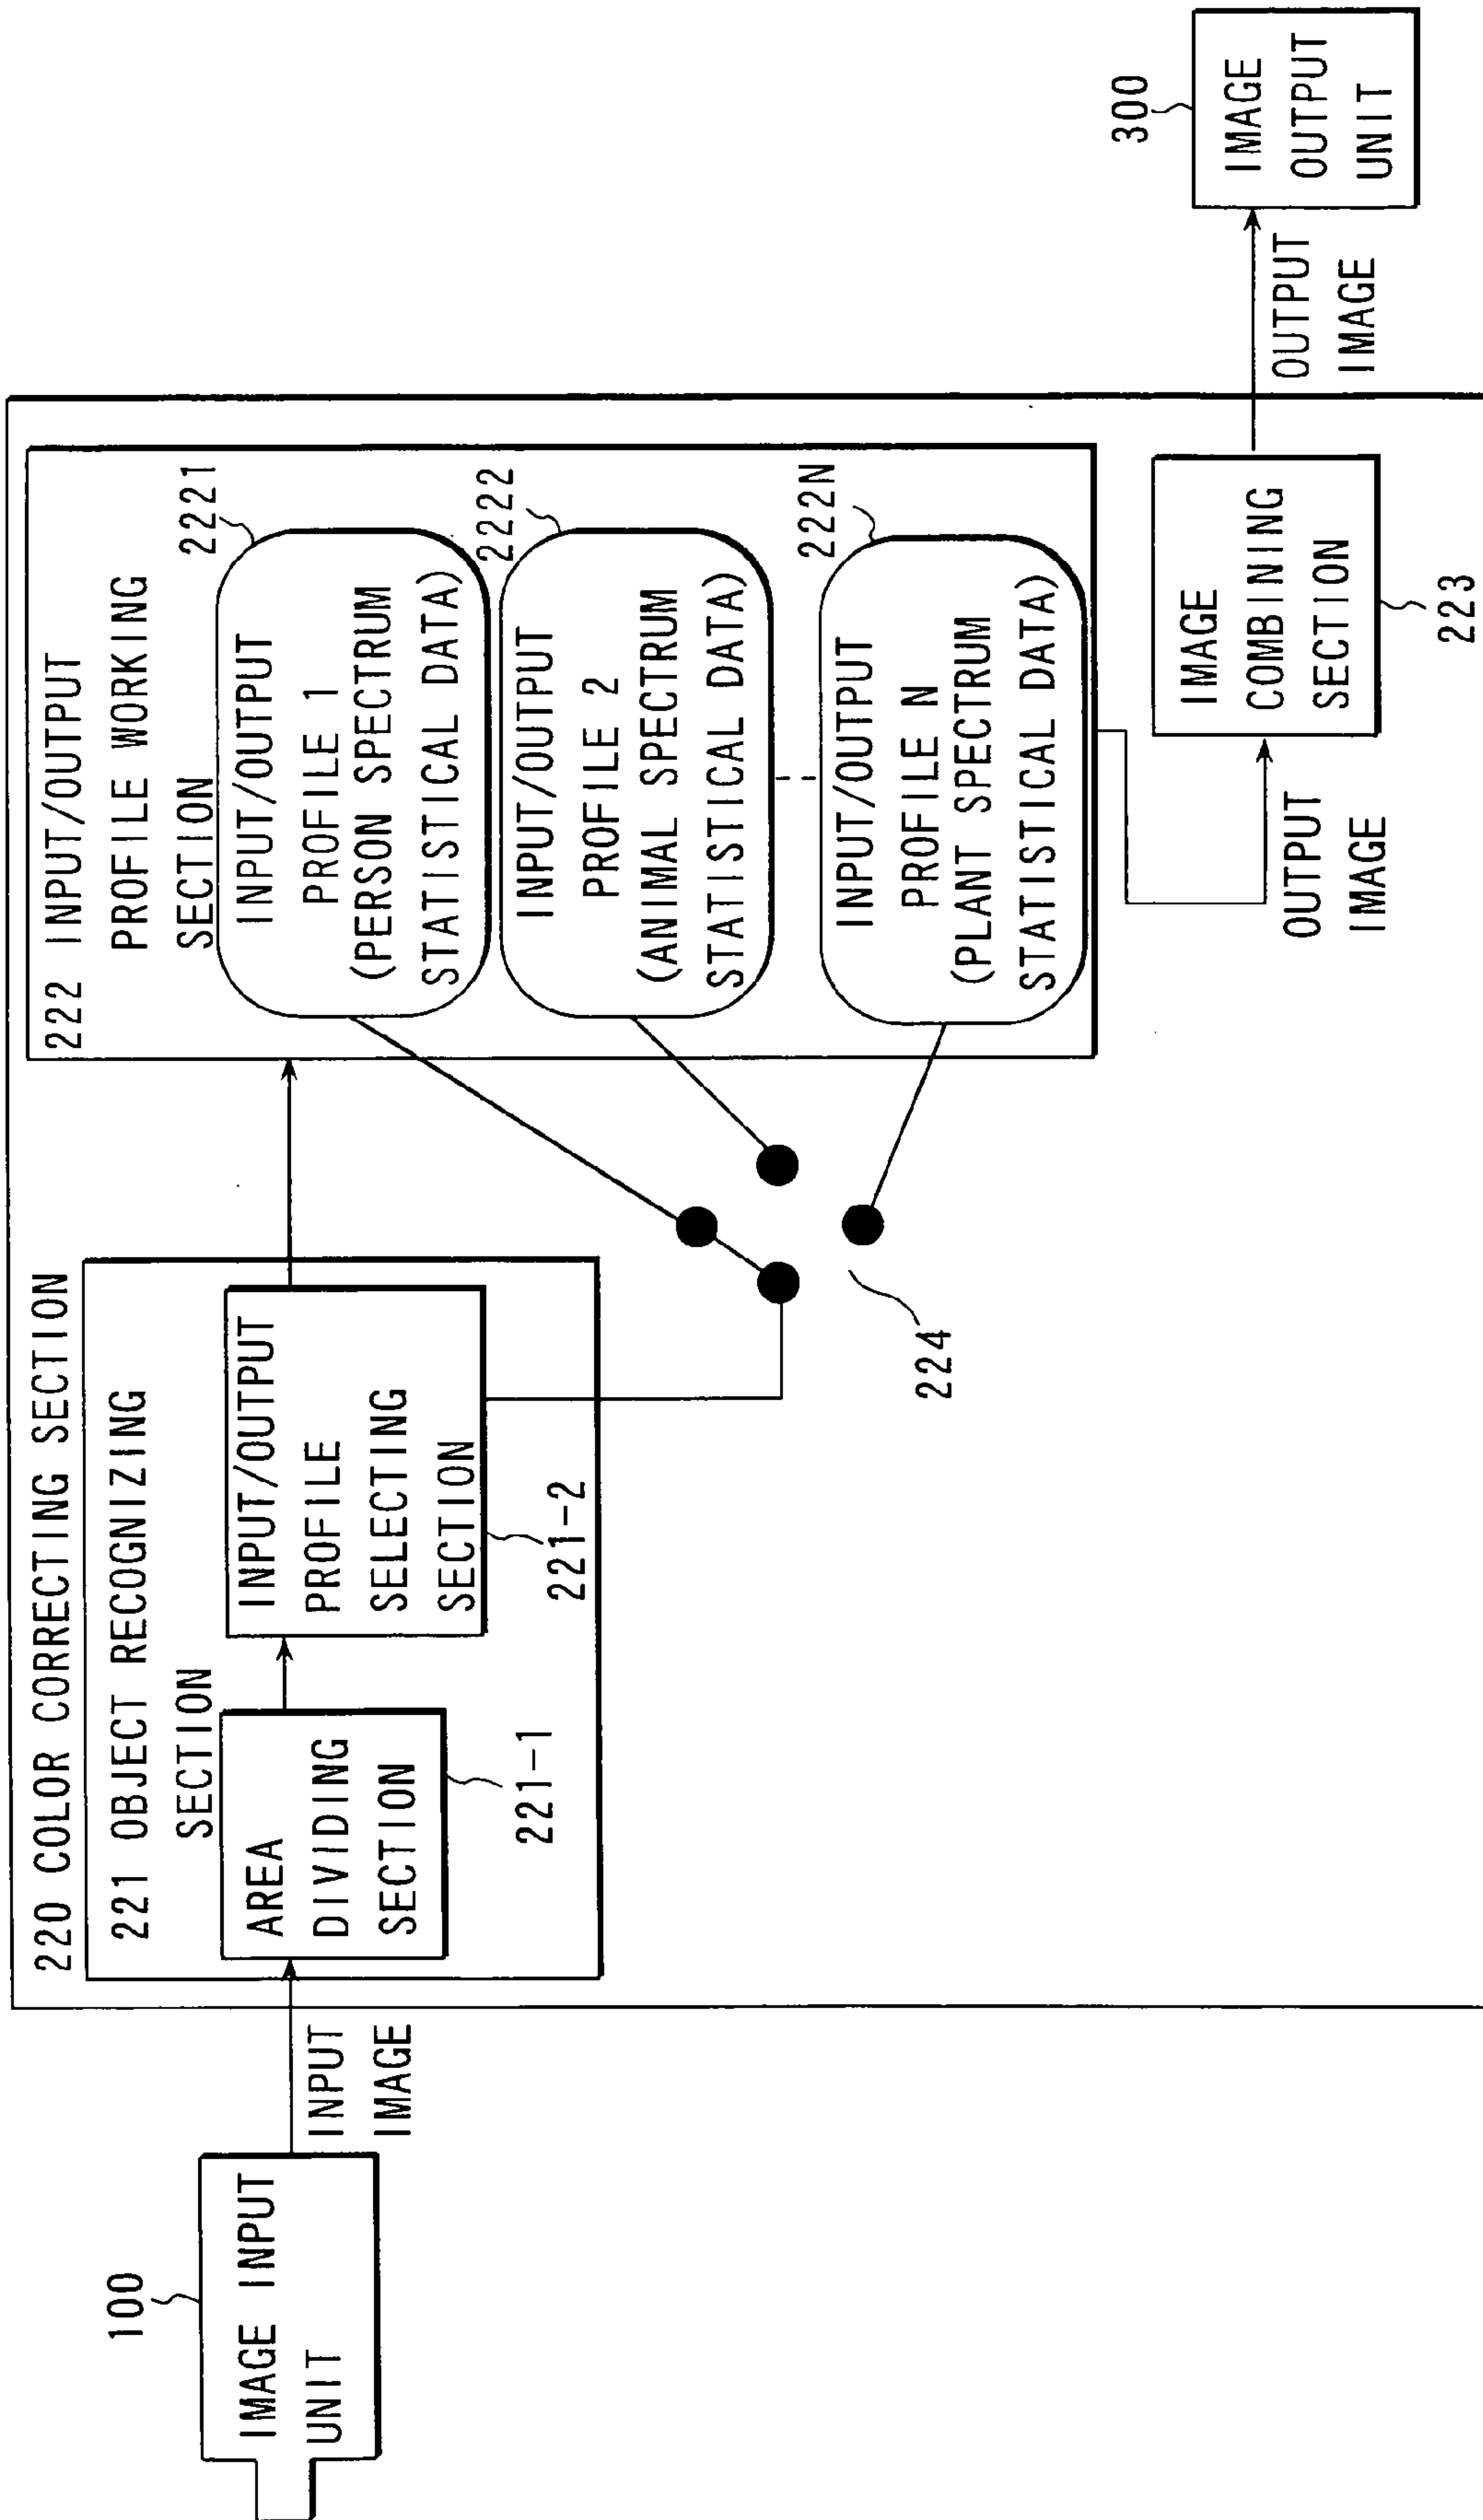 100
IMAGE INPUT
UNIT
INPUT
IMAGE
220 COLOR CORRECTING SECTION
221 OBJECT RECOGNIZING
SECTION
AREA
DIVIDING
SECTION
221-1
INPUT/OUTPUT
PROFILE
SELECTING
SECTION
221-2
224
222 INPUT/OUTPUT
PROFILE WORKING
SECTION
2221
INPUT/OUTPUT
PROFILE 1
(PERSON SPECTRUM
STATISTICAL DATA)
2222
INPUT/OUTPUT
PROFILE 2
(ANIMAL SPECTRUM
STATISTICAL DATA)
222N
INPUT/OUTPUT
PROFILE N
(PLANT SPECTRUM
STATISTICAL DATA)
OUTPUT
IMAGE
IMAGE
COMBINING
SECTION
223
OUTPUT
IMAGE
300
IMAGE
OUTPUT
UNIT